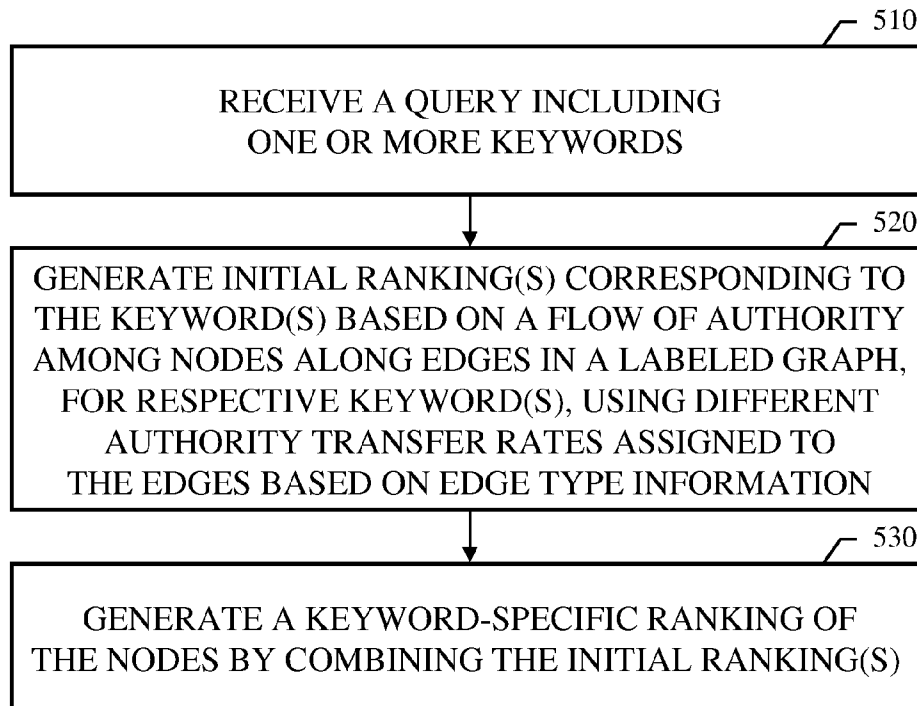 510
RECEIVE A QUERY INCLUDING
ONE OR MORE KEYWORDS
520
GENERATE INITIAL RANKING(S) CORRESPONDING TO
THE KEYWORD(S) BASED ON A FLOW OF AUTHORITY
AMONG NODES ALONG EDGES IN A LABELED GRAPH,
FOR RESPECTIVE KEYWORD(S), USING DIFFERENT
AUTHORITY TRANSFER RATES ASSIGNED TO
THE EDGES BASED ON EDGE TYPE INFORMATION
530
GENERATE A KEYWORD-SPECIFIC RANKING OF
THE NODES BY COMBINING THE INITIAL RANKING(S)